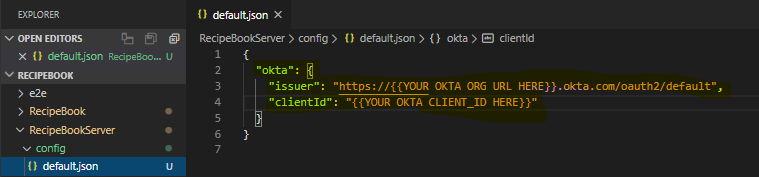 EXPLORER
OPEN EDITORS
default.json RecipeBoo... U
RECIPEBOOK
e2e
RecipeBook
RecipeBookServer
config
default.json U
default.json
RecipeBookServer > config > default.json > {} okta > clientId
1 {
2 "okta": {
3 "issuer": "https://{{YOUR OKTA ORG URL HERE}}.okta.com/oauth2/default",
4 "clientId": "{{YOUR OKTA CLIENT_ID HERE}}"
5 }
6 }
7